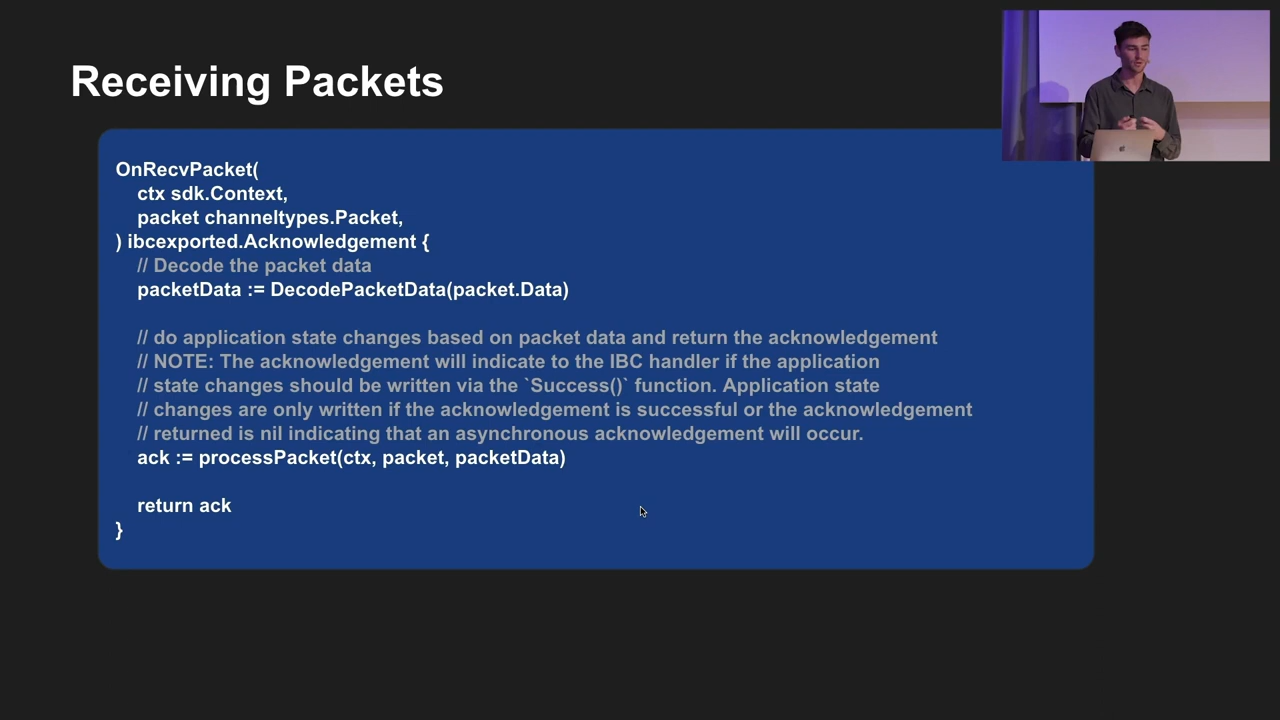 Receiving Packets
OnRecvPacket(
ctx sdk.Context,
packet channeltypes.Packet,
) ibcexported.Acknowledgement {
// Decode the packet data
packetData := DecodePacketData(packet.Data)
// do application state changes based on packet data and return the acknowledgement
// NOTE: The acknowledgement will indicate to the IBC handler if the application
// state changes should be written via the `Success()` function. Application state
// changes are only written if the acknowledgement is successful or the acknowledgement
// returned is nil indicating that an asynchronous acknowledgement will occur.
ack := processPacket(ctx, packet, packetData)
return ack
}